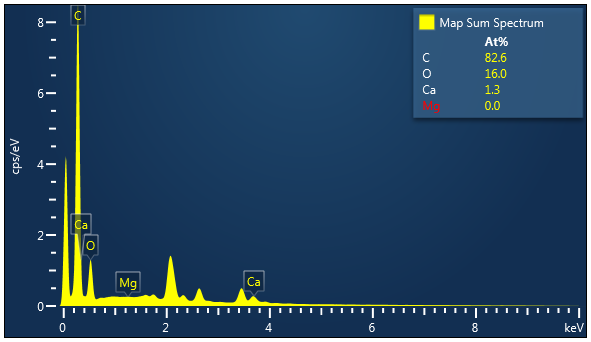 Map Sum Spectrum
At%
C 82.6
O 16.0
Ca 1.3
Mg 0.0
8
C
6
cps/eV
4
Ca
2
O
Mg
Ca
0
0 2 4 6 8 keV